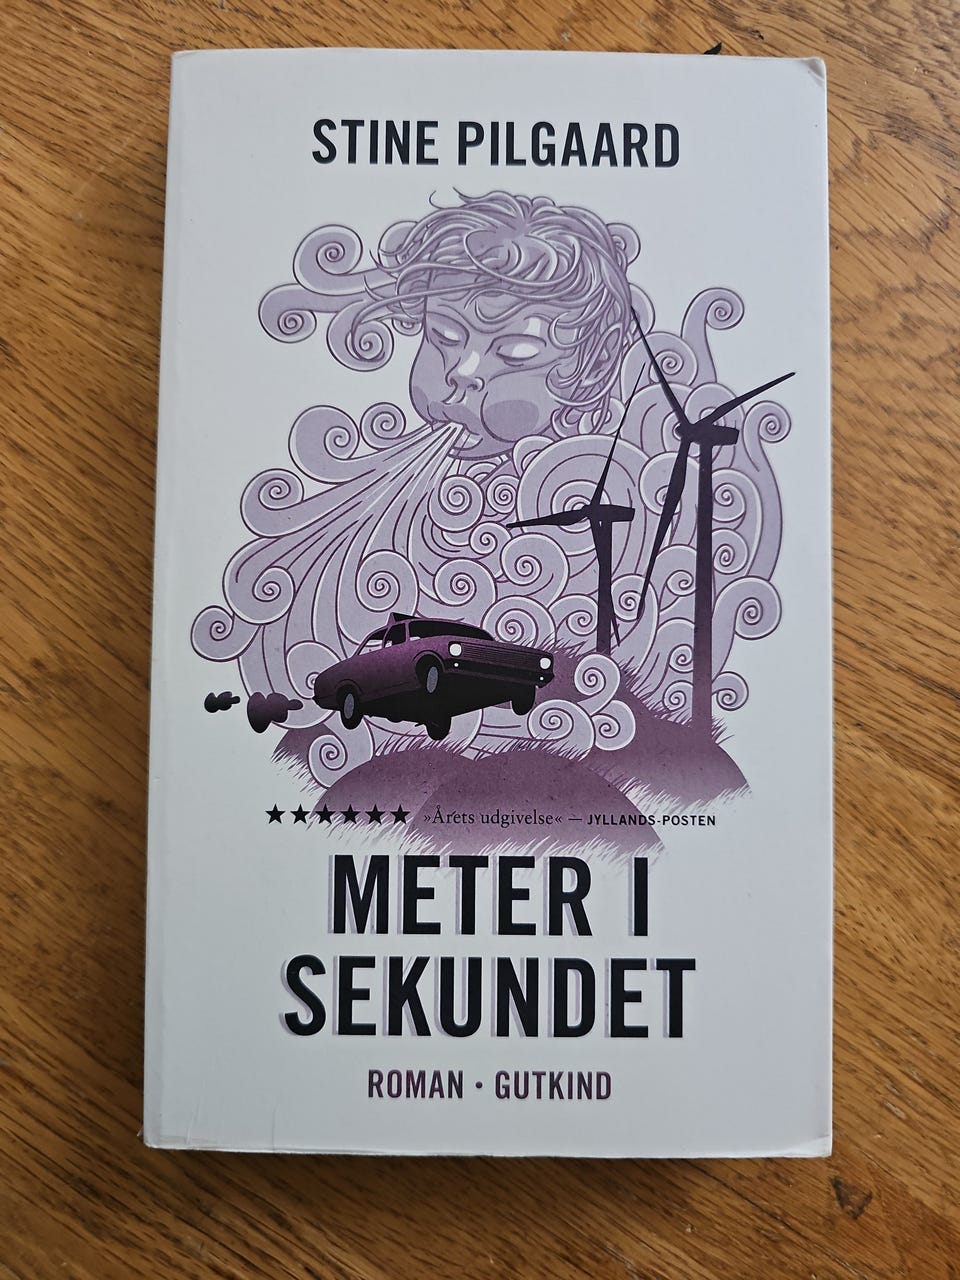 STINE PILGAARD
★★★★★★ »Årets udgivelse« — JYLLANDS-POSTEN
METER I
SEKUNDET
ROMAN · GUTKIND